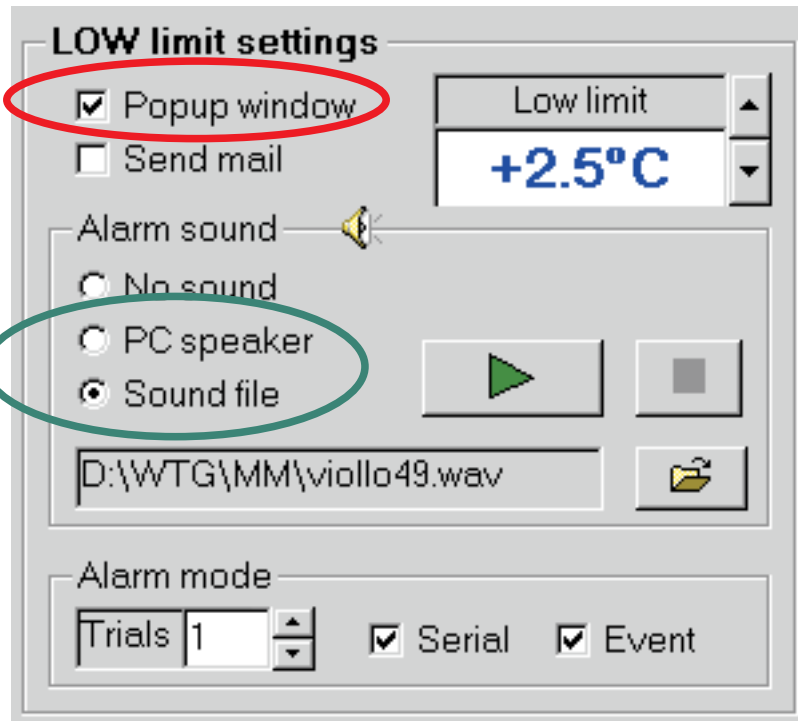 LOW limit settings
Popup window
Low limit
Send mail
+2.5ºC
Alarm sound
No sound
PC speaker
Sound file
D:\WTG\MM\viollo49.wav
Alarm mode
Trials 1 Serial Event